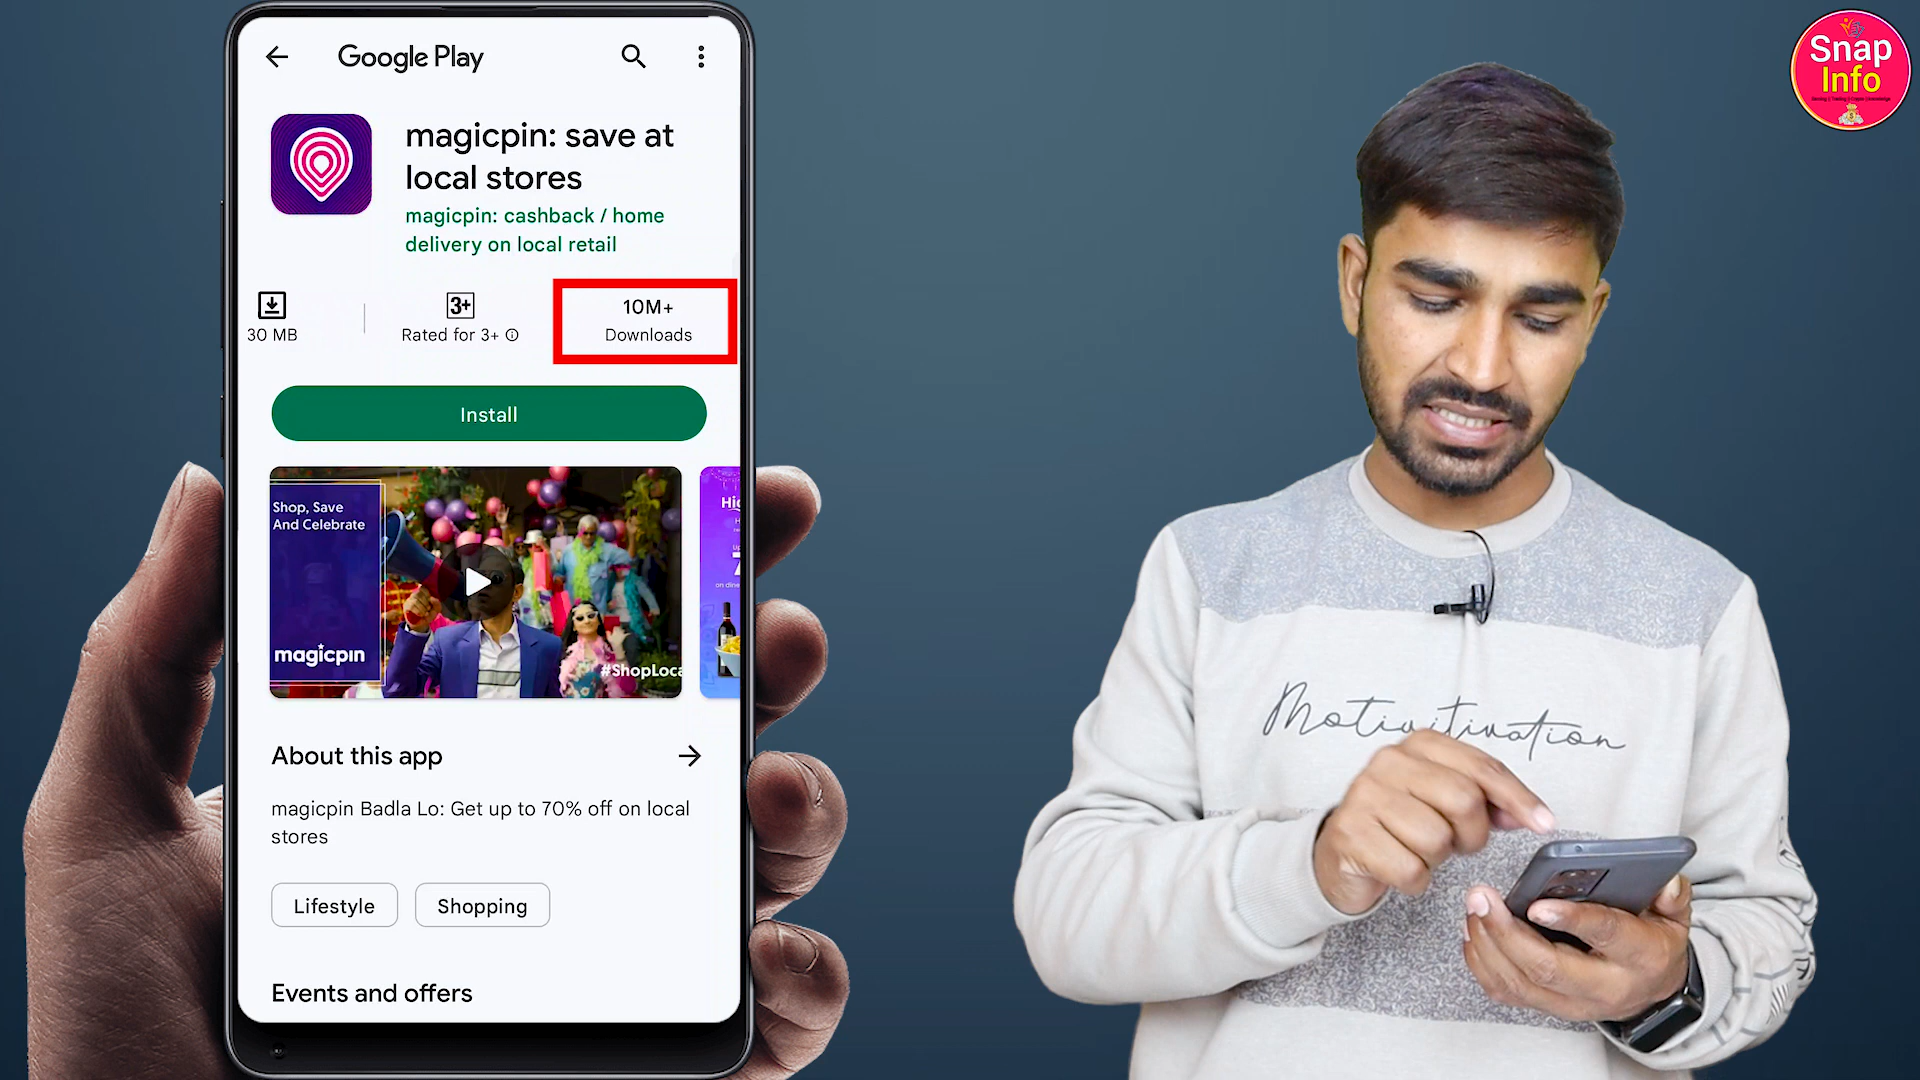 Google Play
magicpin: save at
local stores
magicpin: cashback / home
delivery on local retail
3+
10M+
30 MB
Rated for 3+
Downloads
Install
Shop, Save
And Celebrate
magicpin
#ShopLoca
About this app
magicpin Badla Lo: Get up to 70% off on local
stores
Lifestyle
Shopping
Events and offers
Snap
Info
Motivitivation